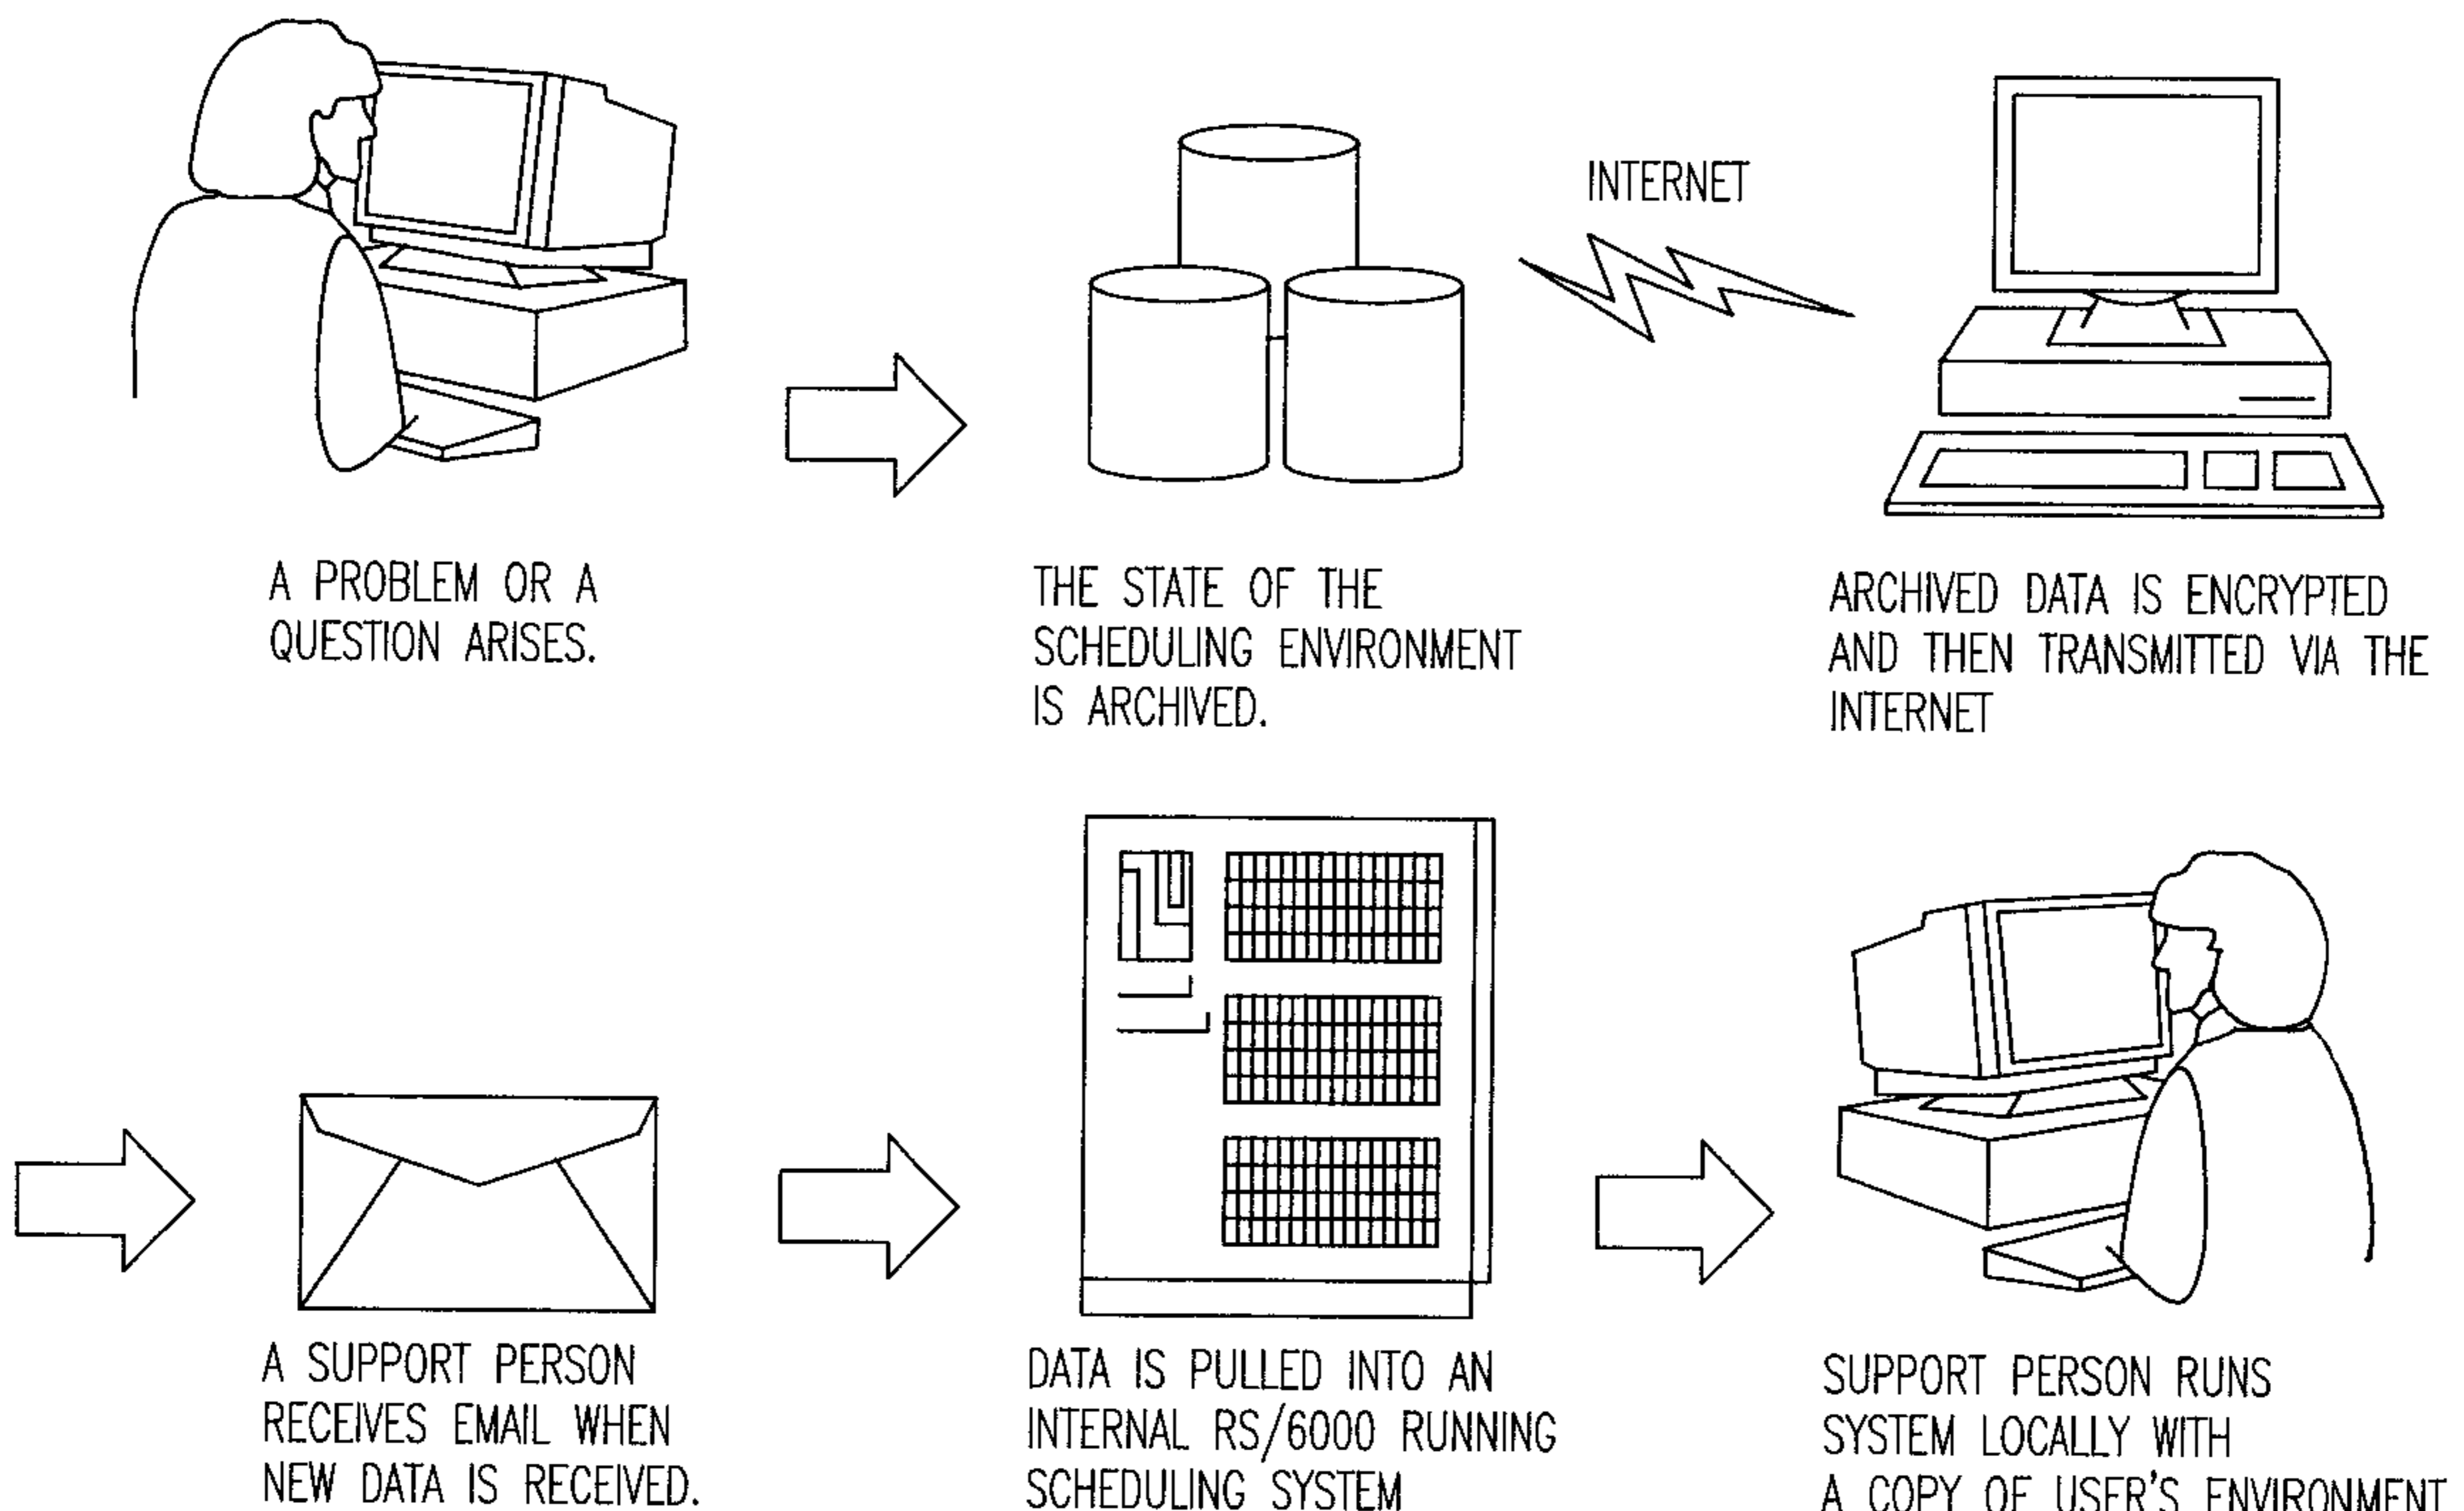 INTERNET
A PROBLEM OR A
QUESTION ARISES.
THE STATE OF THE
SCHEDULING ENVIRONMENT
IS ARCHIVED.
ARCHIVED DATA IS ENCRYPTED
AND THEN TRANSMITTED VIA THE
INTERNET
A SUPPORT PERSON
RECEIVES EMAIL WHEN
NEW DATA IS RECEIVED.
DATA IS PULLED INTO AN
INTERNAL RS/6000 RUNNING
SCHEDULING SYSTEM
SUPPORT PERSON RUNS
SYSTEM LOCALLY WITH
A COPY OF USER'S ENVIRONMENT